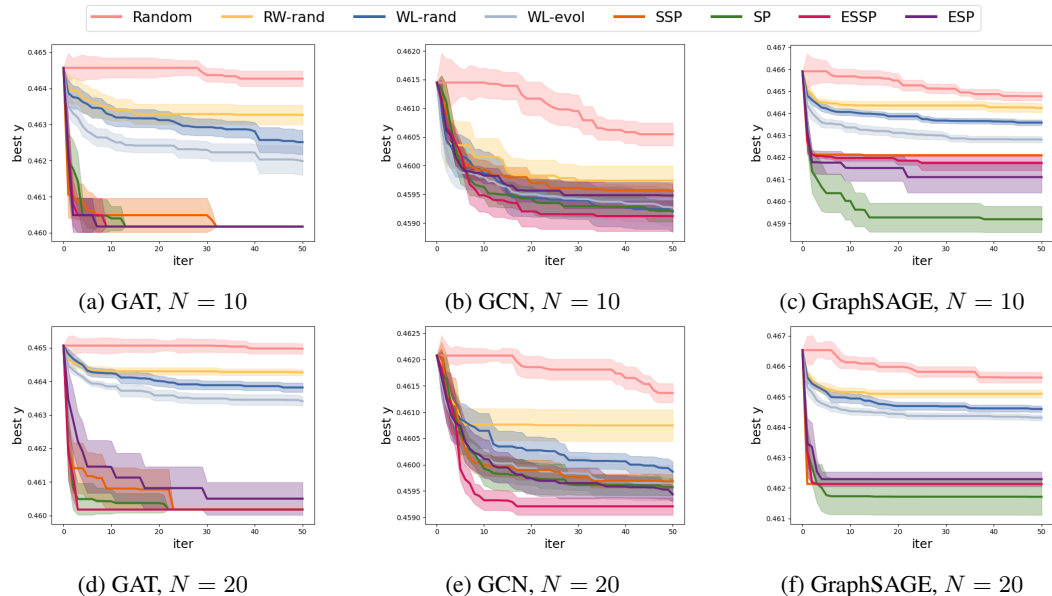 Random RW-rand WL-rand WL-evol SSP SP ESSP ESP
0.465
0.464
0.463
0.462
0.461
0.460
best y
0 10 20 30 40 50
iter
(a) GAT, N = 10
0.4620
0.4615
0.4610
0.4605
0.4600
0.4595
0.4590
best y
0 10 20 30 40 50
iter
(b) GCN, N = 10
0.467
0.466
0.465
0.464
0.463
0.462
0.461
0.460
0.459
best y
0 10 20 30 40 50
iter
(c) GraphSAGE, N = 10
0.465
0.464
0.463
0.462
0.461
0.460
best y
0 10 20 30 40 50
iter
(d) GAT, N = 20
0.4625
0.4620
0.4615
0.4610
0.4605
0.4600
0.4595
0.4590
best y
0 10 20 30 40 50
iter
(e) GCN, N = 20
0.467
0.466
0.465
0.464
0.463
0.462
0.461
best y
0 10 20 30 40 50
iter
(f) GraphSAGE, N = 20